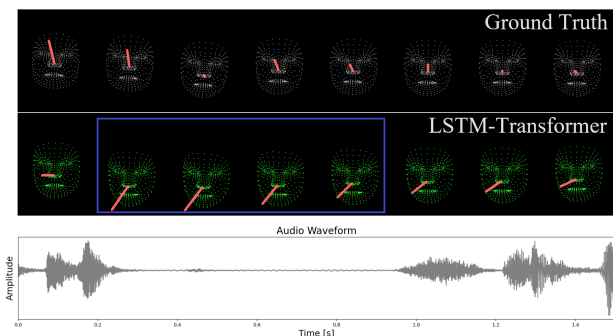 Ground Truth
LSTM-Transformer
Audio Waveform
Amplitude
0.0 0.2 0.4 0.6 0.8 1.0 1.2 1.4
Time [s]